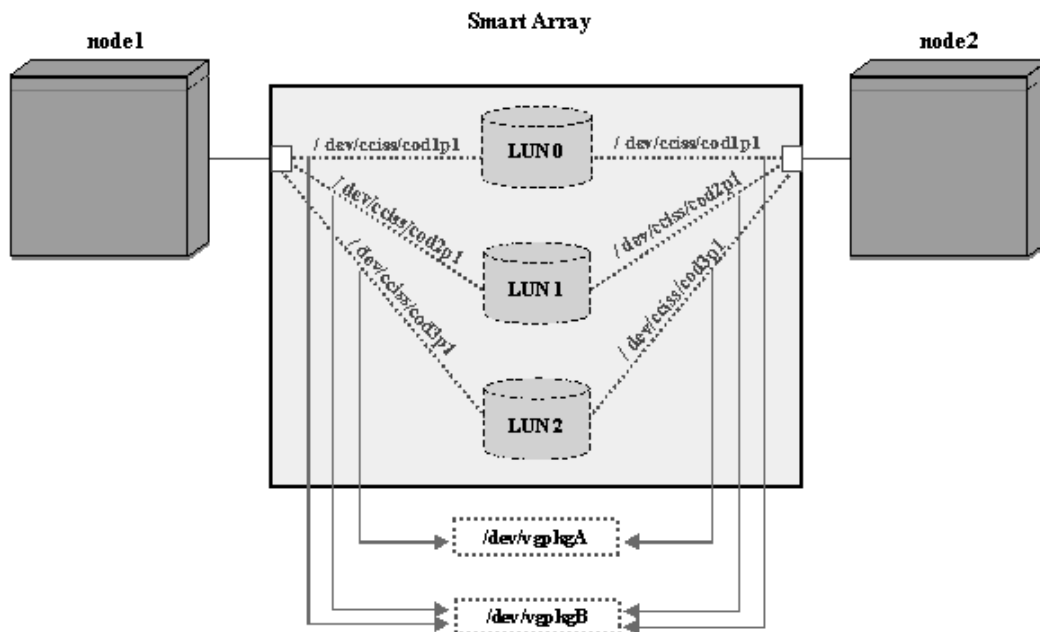 Smart Array
node1
node2
/ dev/cciss/cod1p1
LUN 0
/ dev/cciss/cod1p1
/ dev/cciss/cod2p1
/ dev/cciss/cod2p1
/ dev/cciss/cod3p1
LUN 1
/ dev/cciss/cod3p1
LUN 2
/dev/vgpkgA
/dev/vgpkgB